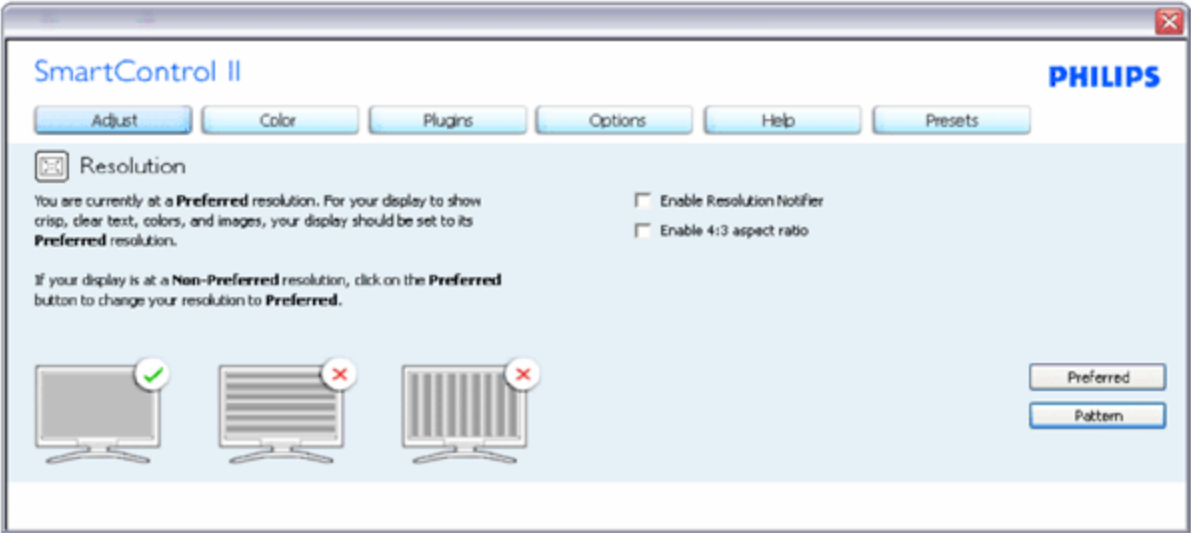 SmartControl II
PHILIPS
Adjust Color Plugins Options Help Presets
Resolution
You are currently at a Preferred resolution. For your display to show
crisp, clear text, colors, and images, your display should be set to its
Preferred resolution.
If your display is at a Non-Preferred resolution, click on the Preferred
button to change your resolution to Preferred.
Enable Resolution Notifier
Enable 4:3 aspect ratio
Preferred
Pattern